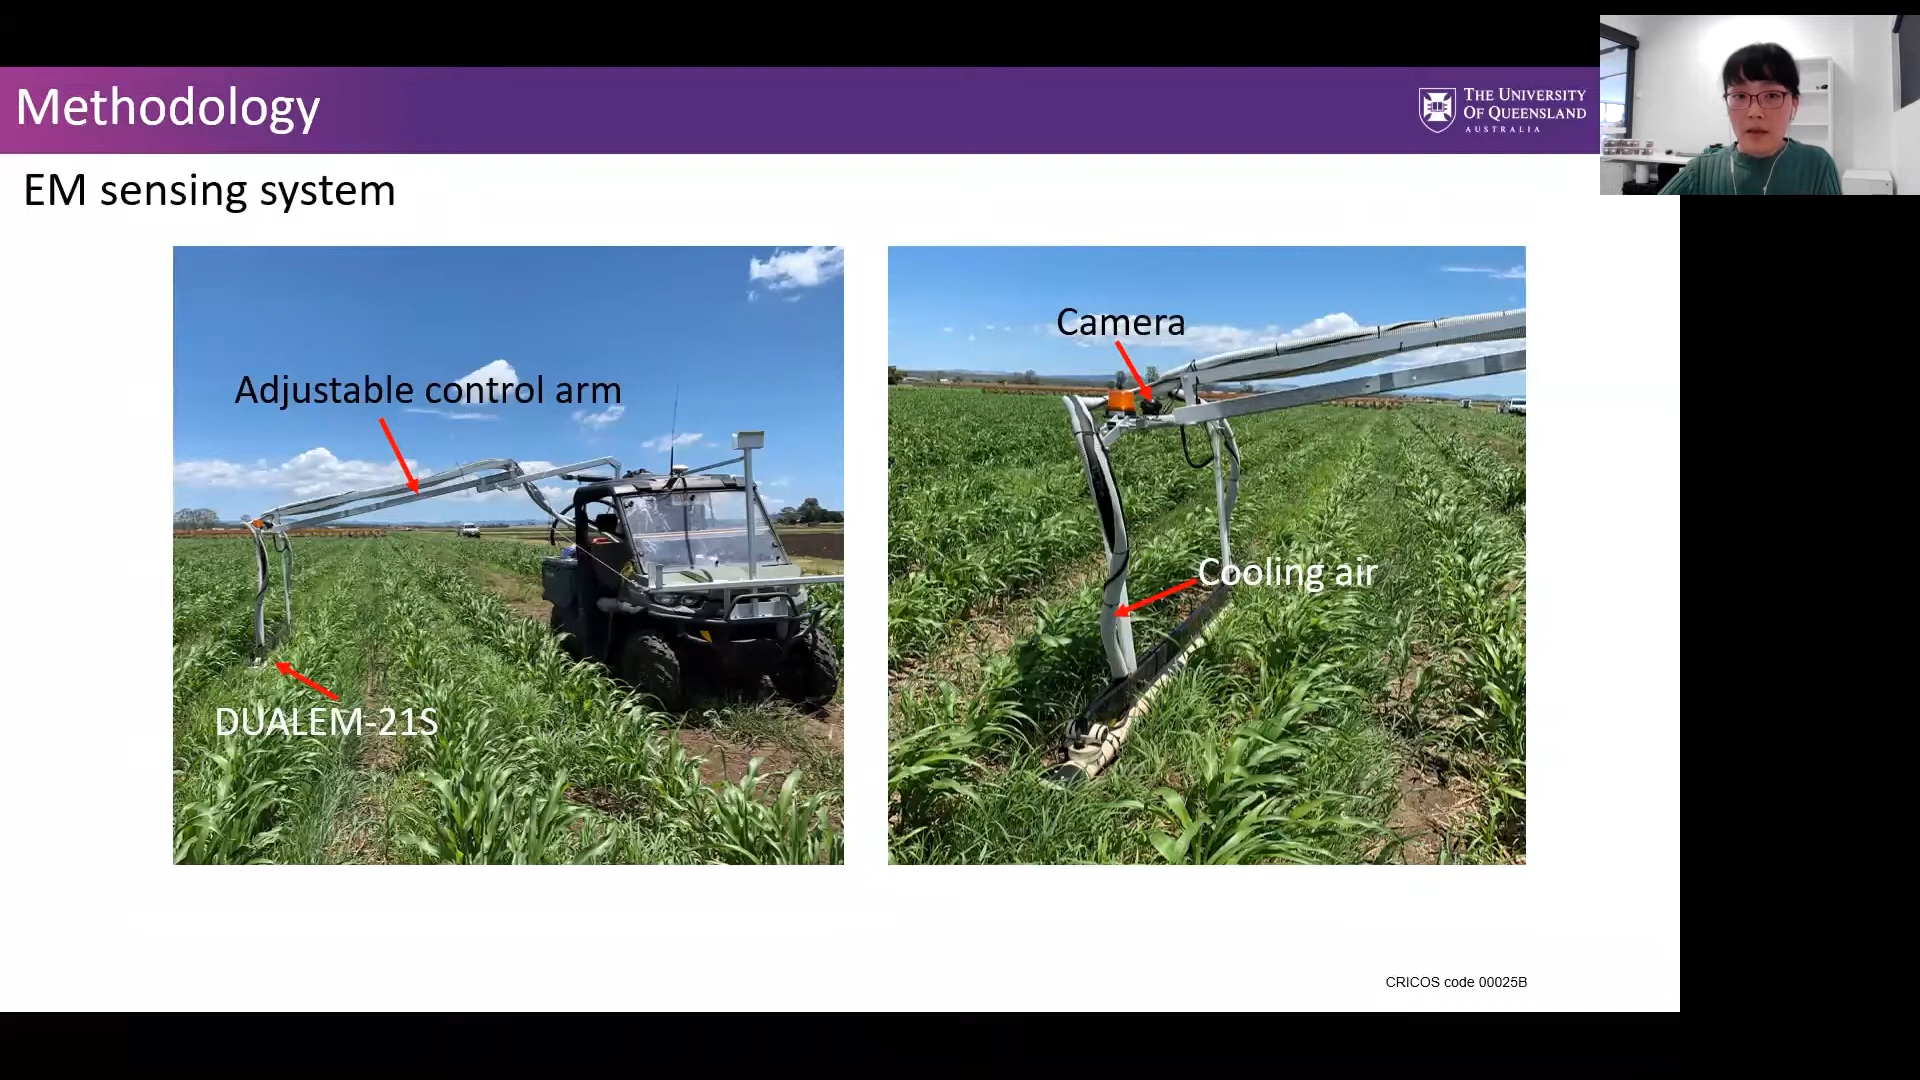 Methodology
THE UNIVERSITY
OF QUEENSLAND
AUSTRALIA
EM sensing system
Adjustable control arm
DUALEM-21S
Camera
Cooling air
CRICOS code 00025B